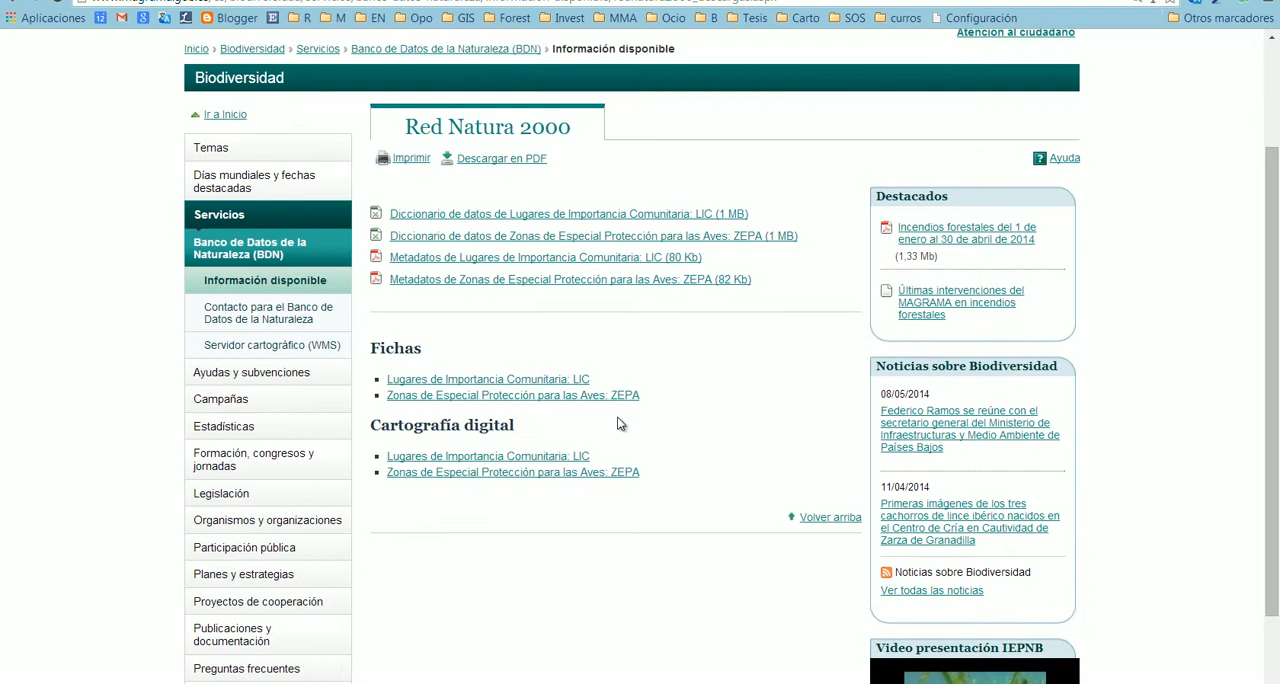 Aplicaciones
12
Blogger
R
M
EN
Opo
GIS
Forest
Invest
MMA
Ocio
B
Tesis
Carto
SOS
curros
Configuración
Otros marcadores
Atención al ciudadano
Inicio › Biodiversidad › Servicios › Banco de Datos de la Naturaleza (BDN) › Información disponible
Biodiversidad
Ir a Inicio
Temas
Días mundiales y fechas
destacadas
Servicios
Banco de Datos de la
Naturaleza (BDN)
Información disponible
Contacto para el Banco de
Datos de la Naturaleza
Servidor cartográfico (WMS)
Ayudas y subvenciones
Campañas
Estadísticas
Formación, congresos y
jornadas
Legislación
Organismos y organizaciones
Participación pública
Planes y estrategias
Proyectos de cooperación
Publicaciones y
documentación
Preguntas frecuentes
Red Natura 2000
Imprimir
Descargar en PDF
Ayuda
Diccionario de datos de Lugares de Importancia Comunitaria: LIC (1 MB)
Diccionario de datos de Zonas de Especial Protección para las Aves: ZEPA (1 MB)
Metadatos de Lugares de Importancia Comunitaria: LIC (80 Kb)
Metadatos de Zonas de Especial Protección para las Aves: ZEPA (82 Kb)
Fichas
Lugares de Importancia Comunitaria: LIC
Zonas de Especial Protección para las Aves: ZEPA
Cartografía digital
Lugares de Importancia Comunitaria: LIC
Zonas de Especial Protección para las Aves: ZEPA
Volver arriba
Destacados
Incendios forestales del 1 de
enero al 30 de abril de 2014
(1,33 Mb)
Últimas intervenciones del
MAGRAMA en incendios
forestales
Noticias sobre Biodiversidad
08/05/2014
Federico Ramos se reúne con el
secretario general del Ministerio de
Infraestructuras y Medio Ambiente de
Países Bajos
11/04/2014
Primeras imágenes de los tres
cachorros de lince ibérico nacidos en
el Centro de Cría en Cautividad de
Zarza de Granadilla
Noticias sobre Biodiversidad
Ver todas las noticias
Video presentación IEPNB